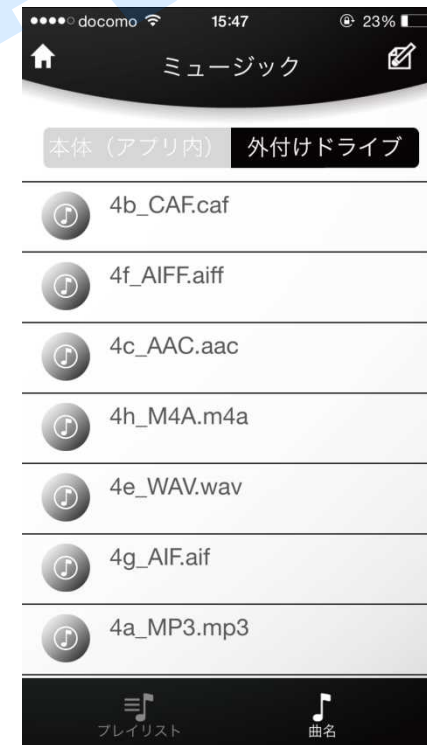 docomo 15:47 23%
ミュージック
本体（アプリ内） 外付けドライブ
4b_CAF.caf
4f_AIFF.aiff
4c_AAC.aac
4h_M4A.m4a
4e_WAV.wav
4g_AIF.aif
4a_MP3.mp3
プレイリスト 曲名